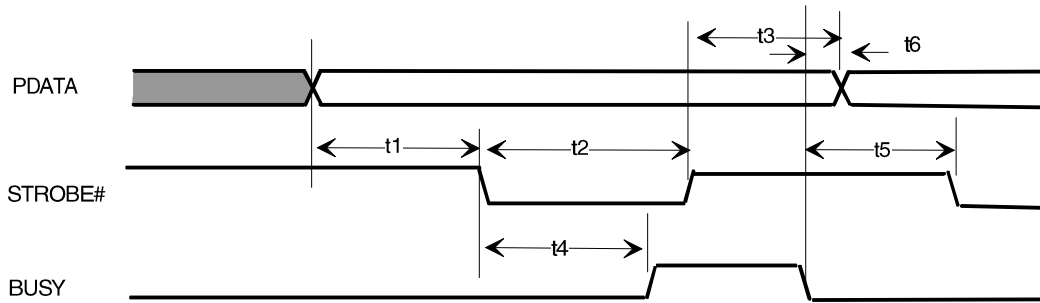 t3
t6
PDATA
t1
t2
t5
STROBE#
t4
BUSY